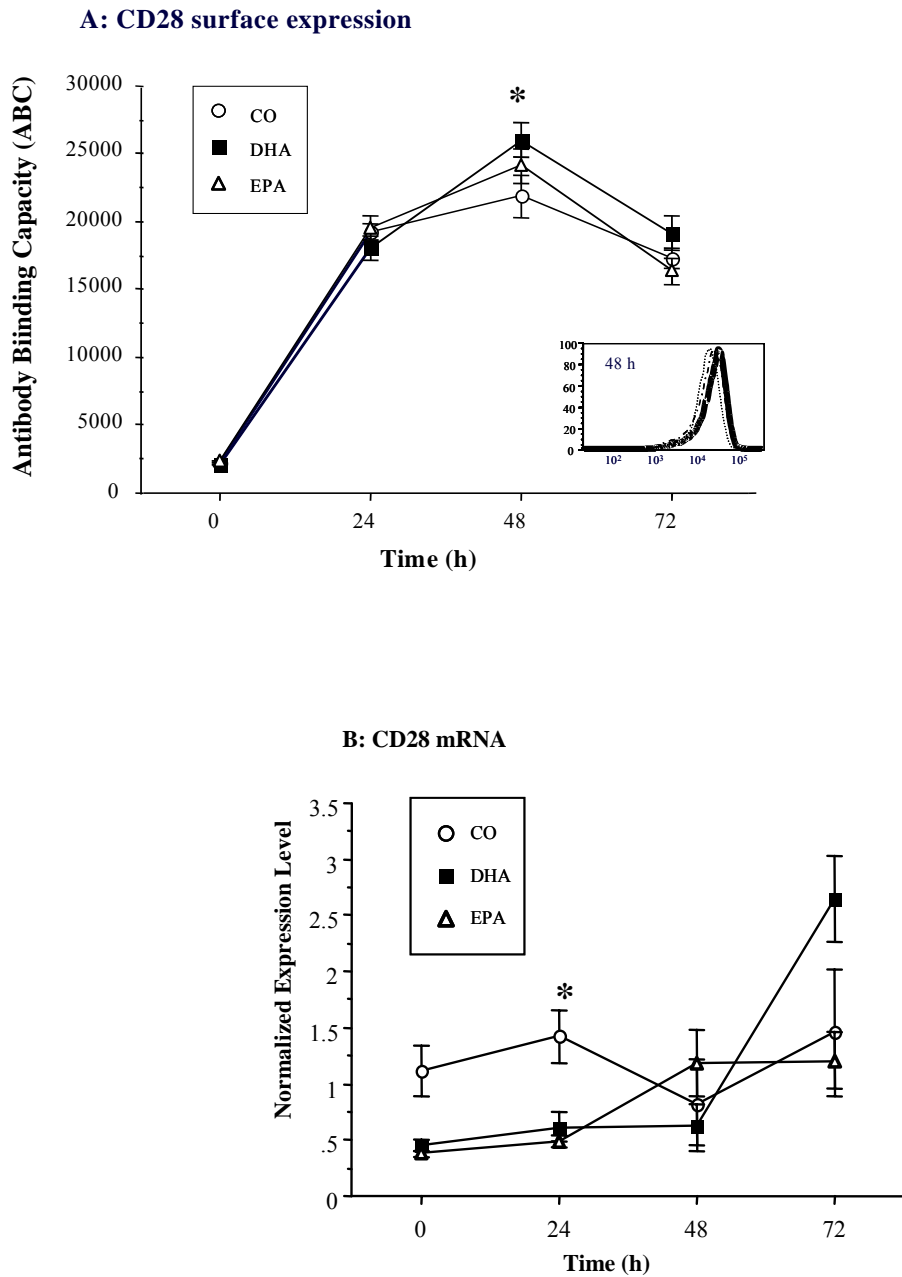 A: CD28 surface expression
Antibody Biinding Capacity (ABC)
30000
25000
20000
15000
10000
5000
0
*
CO
DHA
EPA
48 h
100
80
60
40
20
0
10² 10³ 10⁴ 10⁵
0 24 48 72
Time (h)
B: CD28 mRNA
Normalized Expression Level
3.5
3
2.5
2
1.5
1
.5
0
CO
DHA
EPA
*
0 24 48 72
Time (h)